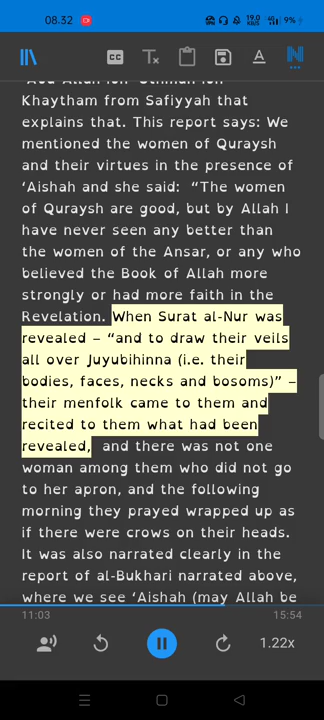 08.32
19.0 KB/S 4G 9%
CC Tx A N
Khaytham from Safiyyah that
explains that. This report says: We
mentioned the women of Quraysh
and their virtues in the presence of
‘Aishah and she said:  “The women
of Quraysh are good, but by Allah I
have never seen any better than
the women of the Ansar, or any who
believed the Book of Allah more
strongly or had more faith in the
Revelation. When Surat al-Nur was
revealed – “and to draw their veils
all over Juyubihinna (i.e. their
bodies, faces, necks and bosoms)” –
their menfolk came to them and
recited to them what had been
revealed,  and there was not one
woman among them who did not go
to her apron, and the following
morning they prayed wrapped up as
if there were crows on their heads.
It was also narrated clearly in the
report of al-Bukhari narrated above,
where we see ‘Aishah (may Allah be
11:03 15:54
1.22x